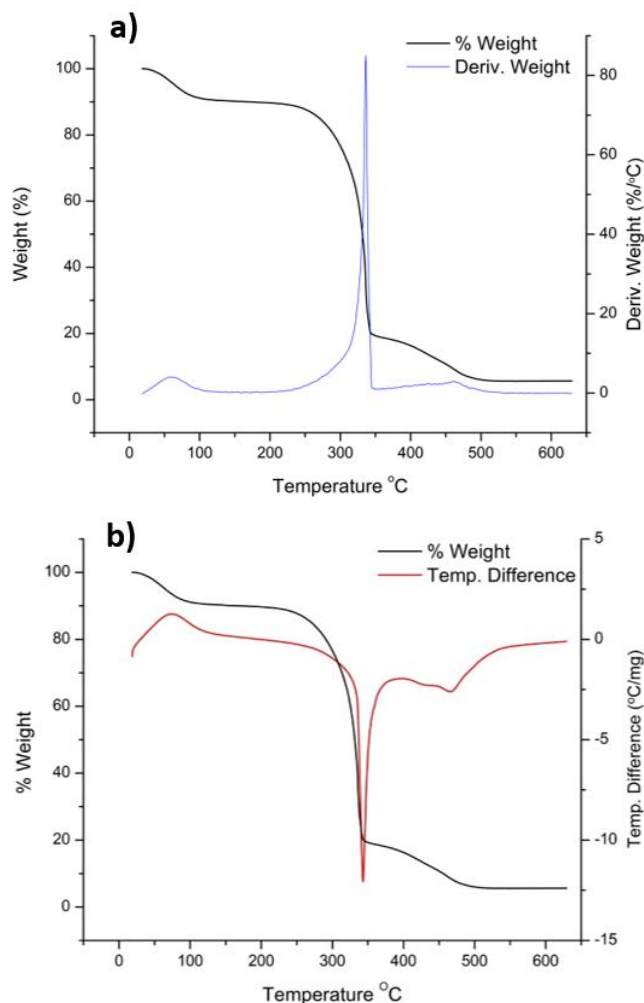 a)
% Weight
Deriv. Weight
100
80
60
40
20
0
Weight (%)
80
60
40
20
0
Deriv. Weight (%/°C)
0 100 200 300 400 500 600
Temperature °C
b)
% Weight
Temp. Difference
100
80
60
40
20
0
% Weight
5
0
-5
-10
-15
Temp. Difference (°C/mg)
0 100 200 300 400 500 600
Temperature °C